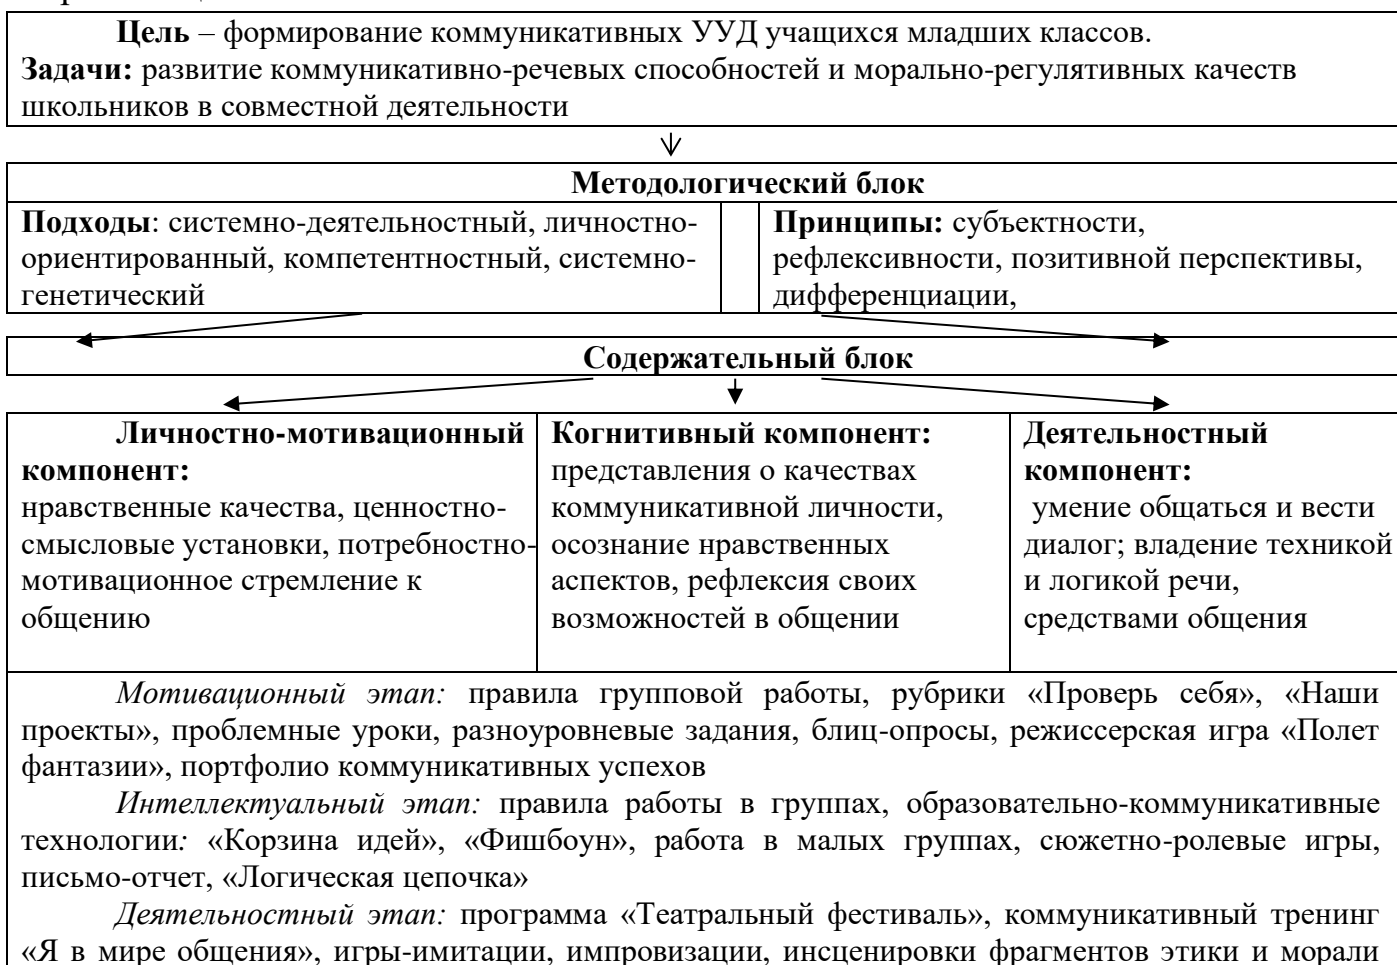 Цель – формирование коммуникативных УУД учащихся младших классов.
Задачи: развитие коммуникативно-речевых способностей и морально-регулятивных качеств
школьников в совместной деятельности
Методологический блок
Подходы: системно-деятельностный, личностно-
ориентированный, компетентностный, системно-
генетический
Принципы: субъектности,
рефлексивности, позитивной перспективы,
дифференциации,
Содержательный блок
Личностно-мотивационный
компонент:
нравственные качества, ценностно-
смысловые установки, потребностно-
мотивационное стремление к
общению
Когнитивный компонент:
представления о качествах
коммуникативной личности,
осознание нравственных
аспектов, рефлексия своих
возможностей в общении
Деятельностный
компонент:
умение общаться и вести
диалог; владение техникой
и логикой речи,
средствами общения
Мотивационный этап: правила групповой работы, рубрики «Проверь себя», «Наши
проекты», проблемные уроки, разноуровневые задания, блиц-опросы, режиссерская игра «Полет
фантазии», портфолио коммуникативных успехов
Интеллектуальный этап: правила работы в группах, образовательно-коммуникативные
технологии: «Корзина идей», «Фишбоун», работа в малых группах, сюжетно-ролевые игры,
письмо-отчет, «Логическая цепочка»
Деятельностный этап: программа «Театральный фестиваль», коммуникативный тренинг
«Я в мире общения», игры-имитации, импровизации, инсценировки фрагментов этики и морали